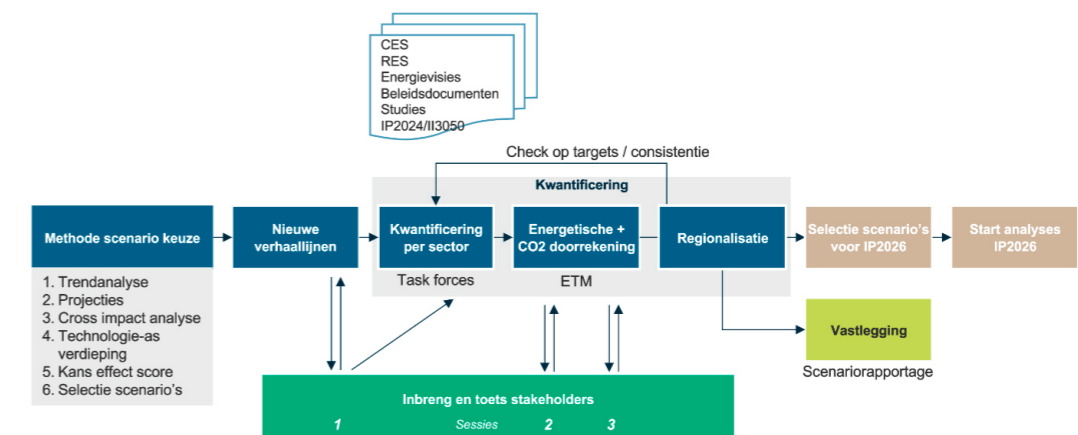 CES
RES
Energievisies
Beleidsdocumenten
Studies
IP2024/II3050
Check op targets / consistentie
Kwantificering
Methode scenario keuze
Nieuwe
verhaallijnen
Kwantificering
per sector
Energetische +
CO2 doorrekening
Regionalisatie
Selectie scenario's
voor IP2026
Start analyses
IP2026
Task forces
ETM
1. Trendanalyse
2. Projecties
3. Cross impact analyse
4. Technologie-as
verdieping
5. Kans effect score
6. Selectie scenario's
Vastlegging
Scenariorapportage
Inbreng en toets stakeholders
1 Sessies 2 3